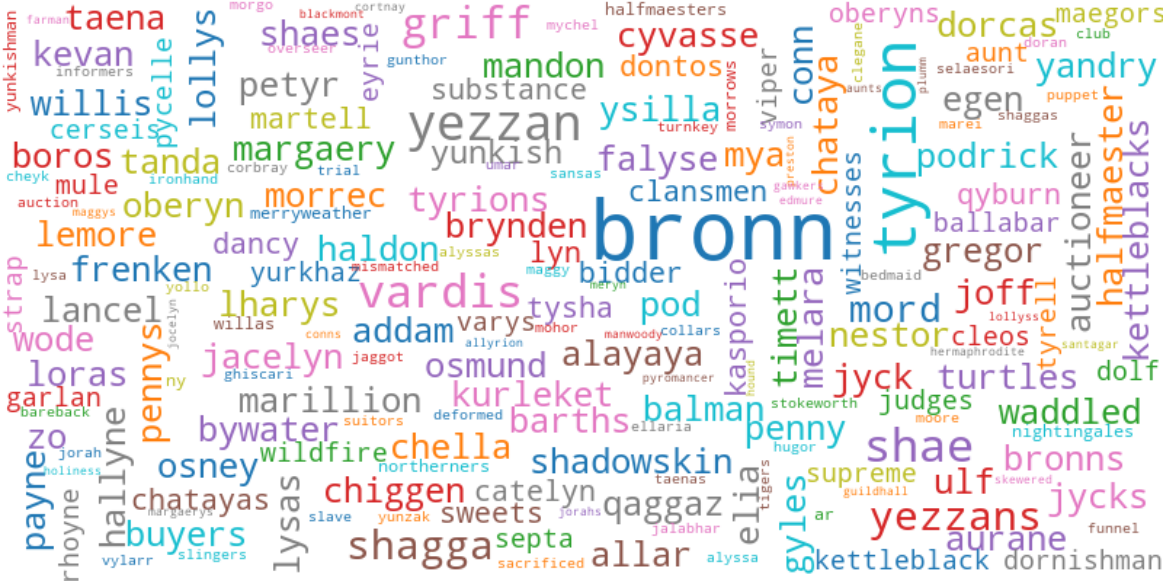 farman
taena
morgo
blackmont
cortnay
shaes
griff
mychel
halfmaesters
cyvasse
oberyns
dorcas
maegors
club
doran
yunkishman
kevan
informers
pycelle
lollys
overseer
eyrie
gunthor
mandon
dontos
morrows
viper
conn
clegane
tyrion
plumm
aunt
selaesori
yandry
puppet
willis
cerseis
petyr
martell
substance
yezzan
ysilla
turnkey
symon
chataya
aunts
egen
shaggas
marei
halfmaester
boros
tanda
margaery
corbray
trial
yunkish
umar
sansas
falyse
mya
preston
gawker
edmure
podrick
auctioneer
kettleblacks
cheyk
mule
ironhand
auction
maggys
oberyn
morrec
merryweather
tyrions
clansmen
witnesses
qyburn
ballabar
lemore
dancy
haldon
alyssas
brynden
lyn
bronn
gregor
strap
lysa
frenken
yollo
yurkhaz
mismatched
maggy
bidder
meryn
bedmaid
joff
lollyss
lancel
jocelyn
lharys
vardis
tysha
pod
kasporio
timett
mellara
mord
tyrell
wode
willas
conns
addam
varys
mohor
manwoody
collars
nestor
cleos
santagar
pennys
jacelyn
jaggot
allyrion
alayaya
hermaphrodite
loras
ny
ghiscari
osmund
pyromancer
hound
jyck
turtles
dolf
garlan
bareback
marillion
suitors
kurleket
deformed
barths
ellaria
balman
stokeworth
judges
moore
waddled
zo
jorah
holiness
hallyne
bywater
wildfire
chella
penny
hugor
shae
nightingales
payne
osney
northerners
shadowskin
taenas
elia
tigers
supreme
guildhall
ulf
skewered
bronns
rhoyne
chatayas
margaerys
lysas
chiggen
catelyn
qaggaz
gyles
jycks
buyers
slave
yunzak
sweets
jorahs
jalabhar
ar
yezzans
funnel
vylarr
slingers
shagga
septa
sacrificed
allar
alyssa
kettleblack
aurane
dornishman